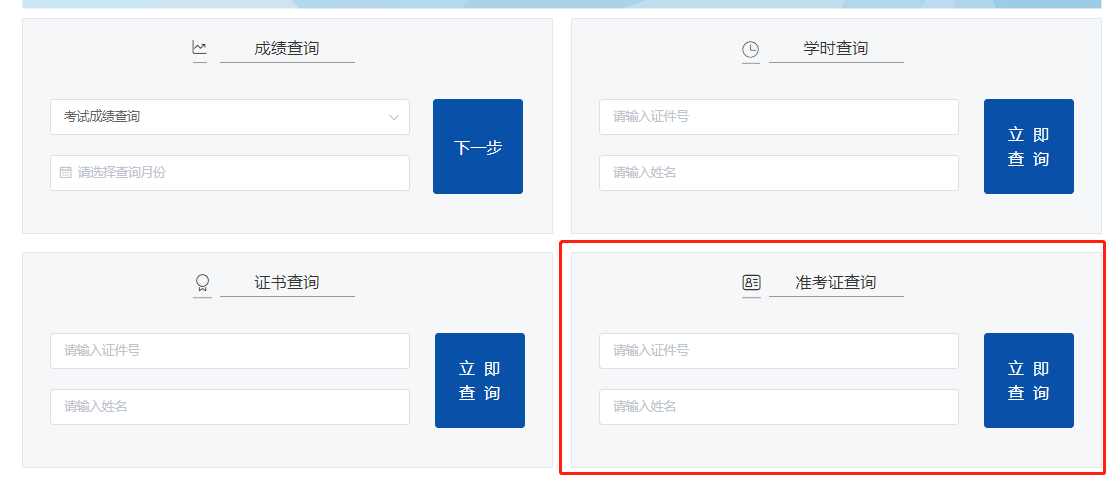 成绩查询
考试成绩查询
请选择查询月份
下一步
学时查询
请输入证件号
请输入姓名
立 即
查 询
证书查询
请输入证件号
请输入姓名
立 即
查 询
准考证查询
请输入证件号
请输入姓名
立 即
查 询